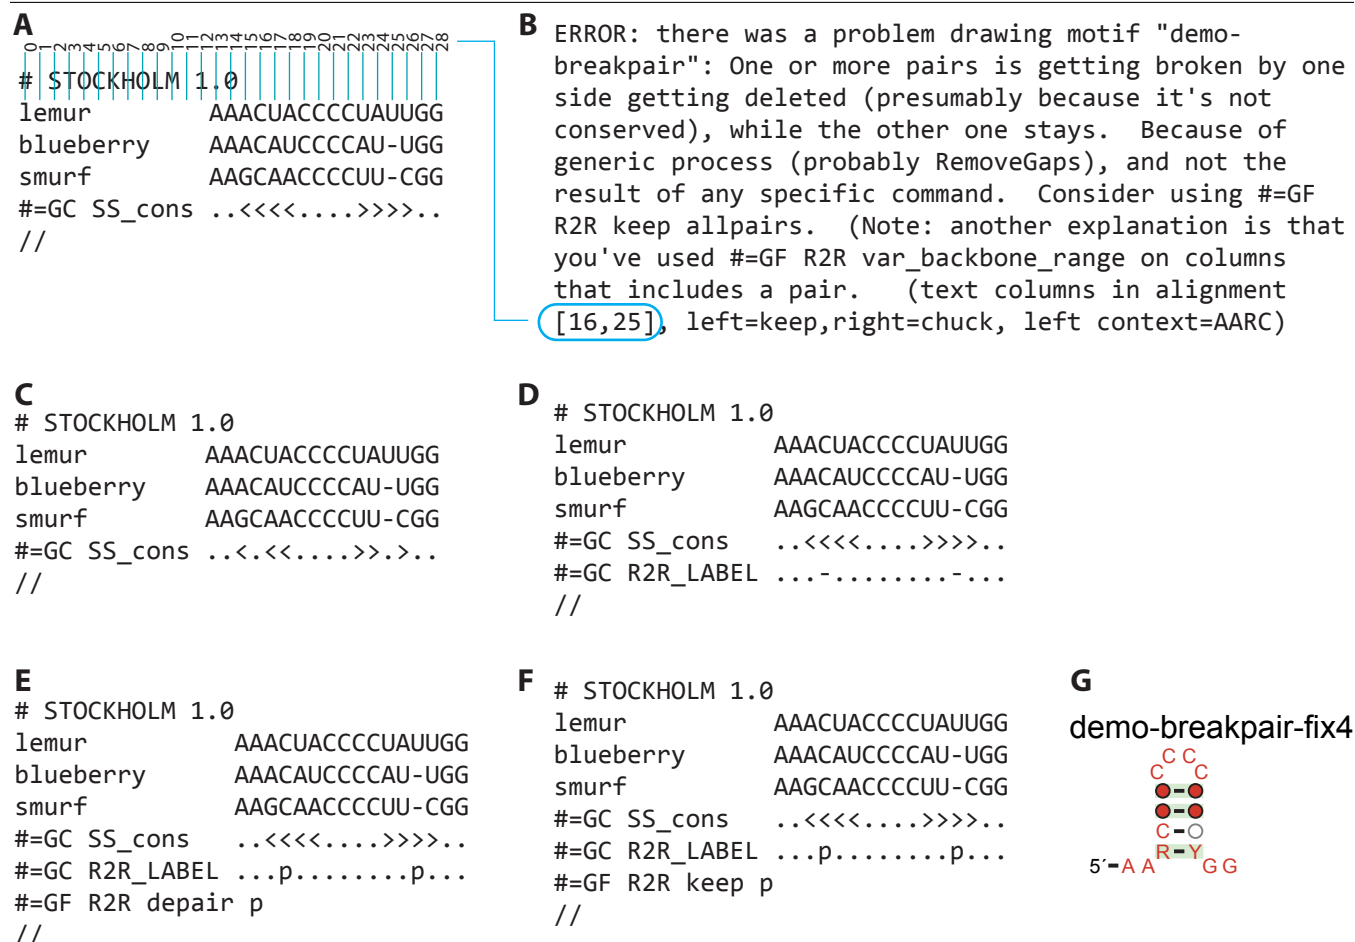 A
0 1 2 3 4 5 6 7 8 9 10 11 12 13 14 15 16 17 18 19 20 21 22 23 24 25 26 27 28
# STOCKHOLM 1.0
lemur AAACUACCCCUAUUGG
blueberry AAACAUCCCCAU-UGG
smurf AAGCAACCCCUU-CGG
#=GC SS_cons ..<<<<....>>>>..
//
B
ERROR: there was a problem drawing motif "demo-
breakpair": One or more pairs is getting broken by one
side getting deleted (presumably because it's not
conserved), while the other one stays. Because of
generic process (probably RemoveGaps), and not the
result of any specific command. Consider using #=GF
R2R keep allpairs. (Note: another explanation is that
you've used #=GF R2R var_backbone_range on columns
that includes a pair. (text columns in alignment
[16,25], left=keep,right=chuck, left context=AARC)
C
# STOCKHOLM 1.0
lemur AAACUACCCCUAUUGG
blueberry AAACAUCCCCAU-UGG
smurf AAGCAACCCCUU-CGG
#=GC SS_cons ..<.<<....>>.>..
//
D
# STOCKHOLM 1.0
lemur AAACUACCCCUAUUGG
blueberry AAACAUCCCCAU-UGG
smurf AAGCAACCCCUU-CGG
#=GC SS_cons ..<<<<....>>>>..
#=GC R2R_LABEL ...-........-...
//
E
# STOCKHOLM 1.0
lemur AAACUACCCCUAUUGG
blueberry AAACAUCCCCAU-UGG
smurf AAGCAACCCCUU-CGG
#=GC SS_cons ..<<<<....>>>>..
#=GC R2R_LABEL ...p........p...
#=GF R2R depair p
//
F
# STOCKHOLM 1.0
lemur AAACUACCCCUAUUGG
blueberry AAACAUCCCCAU-UGG
smurf AAGCAACCCCUU-CGG
#=GC SS_cons ..<<<<....>>>>..
#=GC R2R_LABEL ...p........p...
#=GF R2R keep p
//
G
demo-breakpair-fix4
C C
C C
C
R Y
5´ A A G G